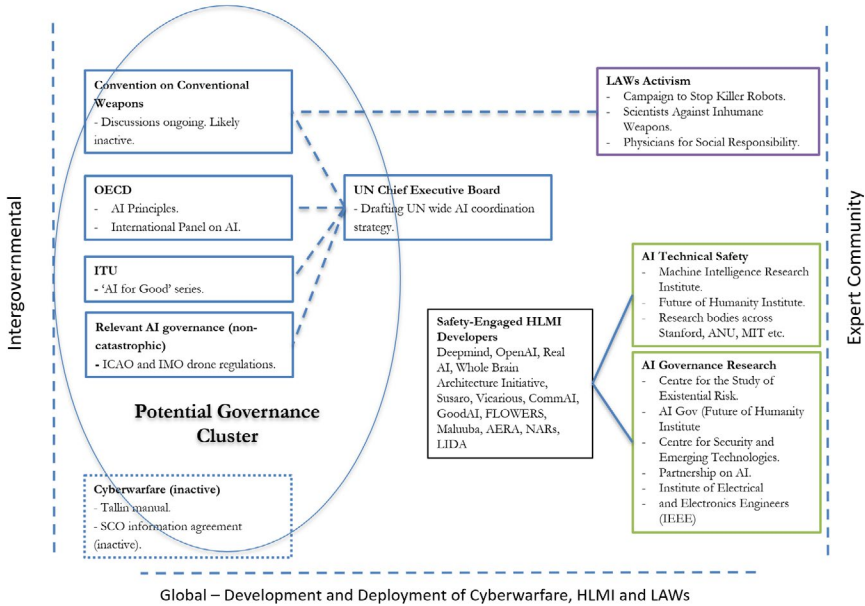 Convention on Conventional
Weapons
- Discussions ongoing. Likely
inactive.
LAWs Activism
- Campaign to Stop Killer Robots.
- Scientists Against Inhumane
Weapons.
- Physicians for Social Responsibility.
OECD
- AI Principles.
- International Panel on AI.
UN Chief Executive Board
- Drafting UN wide AI coordination
strategy.
ITU
- 'AI for Good' series.
Relevant AI governance (non-
catastrophic)
- ICAO and IMO drone regulations.
Potential Governance
Cluster
Cyberwarfare (inactive)
- Tallin manual.
- SCO information agreement
(inactive).
Safety-Engaged HLMI
Developers
Deepmind, OpenAI, Real
AI, Whole Brain
Architecture Initiative,
Susaro, Vicarious, CommAI,
GoodAI, FLOWERS,
Maluuba, AERA, NARs,
LIDA
AI Technical Safety
- Machine Intelligence Research
Institute.
- Future of Humanity Institute.
- Research bodies across
Stanford, ANU, MIT etc.
AI Governance Research
- Centre for the Study of
Existential Risk.
- AI Gov (Future of Humanity
Institute
- Centre for Security and
Emerging Technologies.
- Partnership on AI.
- Institute of Electrical
- and Electronics Engineers
(IEEE)
Intergovernmental
Expert Community
Global – Development and Deployment of Cyberwarfare, HLMI and LAWs